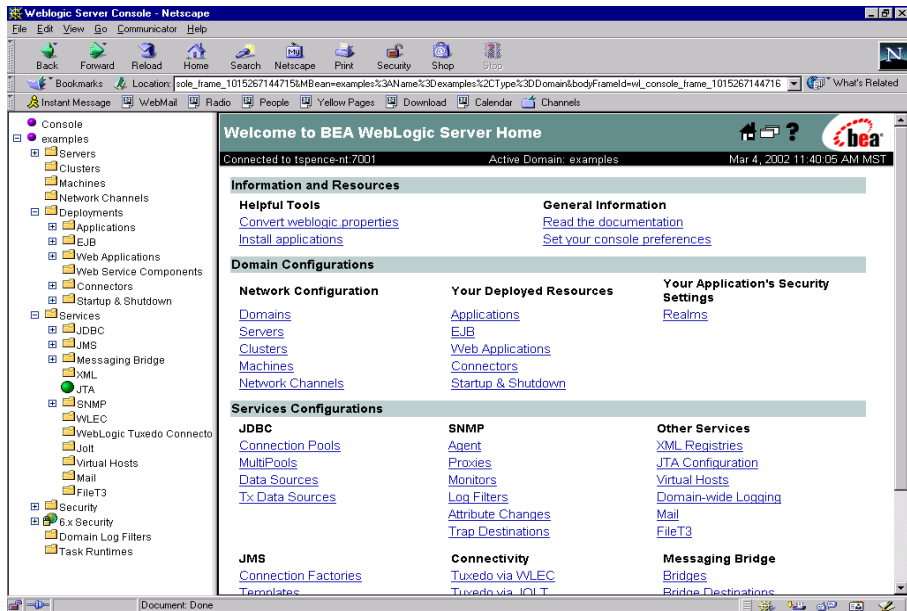 Weblogic Server Console - Netscape
File Edit View Go Communicator Help
Back Forward Reload Home Search Netscape Print Security Shop Stop
My
N
Bookmarks Location: sole_frame_1015267144715&MBean=examples%3AName%3Dexamples%2CType%3DDomain&bodyFrameId=wl_console_frame_1015267144716 What's Related
Instant Message WebMail Radio People Yellow Pages Download Calendar Channels
Console
examples
Servers
Clusters
Machines
Network Channels
Deployments
Applications
EJB
Web Applications
Web Service Components
Connectors
Startup & Shutdown
Services
JDBC
JMS
Messaging Bridge
XML
JTA
SNMP
WLEC
WebLogic Tuxedo Connecto
Jolt
Virtual Hosts
Mail
FileT3
Security
6.x Security
Domain Log Filters
Task Runtimes
Welcome to BEA WebLogic Server Home
?
bea
Connected to tspence-nt:7001 Active Domain: examples Mar 4, 2002 11:40:05 AM MST
Information and Resources
Helpful Tools General Information
Convert weblogic.properties Read the documentation
Install applications Set your console preferences
Domain Configurations
Network Configuration Your Deployed Resources Your Application's Security
Settings
Domains Applications Realms
Servers EJB
Clusters Web Applications
Machines Connectors
Network Channels Startup & Shutdown
Services Configurations
JDBC SNMP Other Services
Connection Pools Agent XML Registries
MultiPools Proxies JTA Configuration
Data Sources Monitors Virtual Hosts
Tx Data Sources Log Filters Domain-wide Logging
Attribute Changes Mail
Trap Destinations FileT3
JMS Connectivity Messaging Bridge
Connection Factories Tuxedo via WLEC Bridges
Templates Tuxedo via JOLT Bridge Destinations
Document: Done